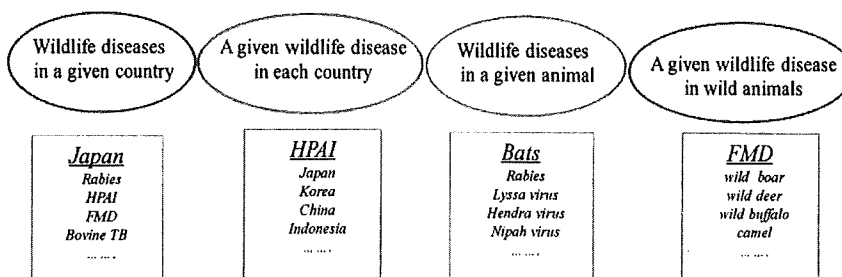 Wildlife diseases
in a given country
A given wildlife disease
in each country
Wildlife diseases
in a given animal
A given wildlife disease
in wild animals
Japan
Rabies
HPAI
FMD
Bovine TB
... ... .
HPAI
Japan
Korea
China
Indonesia
... ... .
Bats
Rabies
Lyssa virus
Hendra virus
Nipah virus
... ... .
FMD
wild boar
wild deer
wild buffalo
camel
... ... .